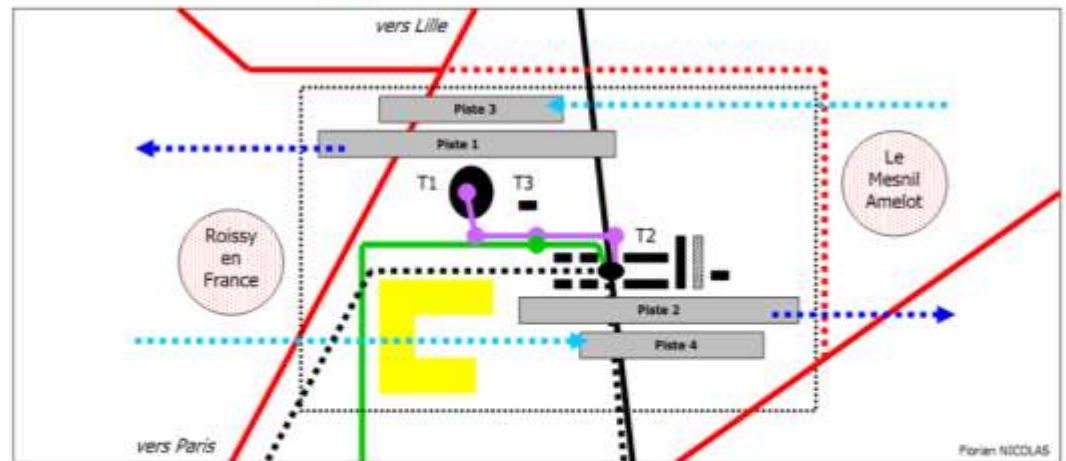 vers Lille
Piste 3
Piste 1
Le
Mesnil
Amelot
T1
T3
Roissy
en
France
T2
Piste 2
Piste 4
vers Paris
Florian NICOLAS